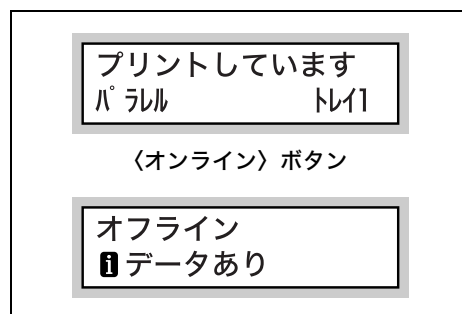 プリントしています
ﾊﾟﾗﾚﾙ ﾄﾚｲ1
〈オンライン〉ボタン
オフライン
i データあり